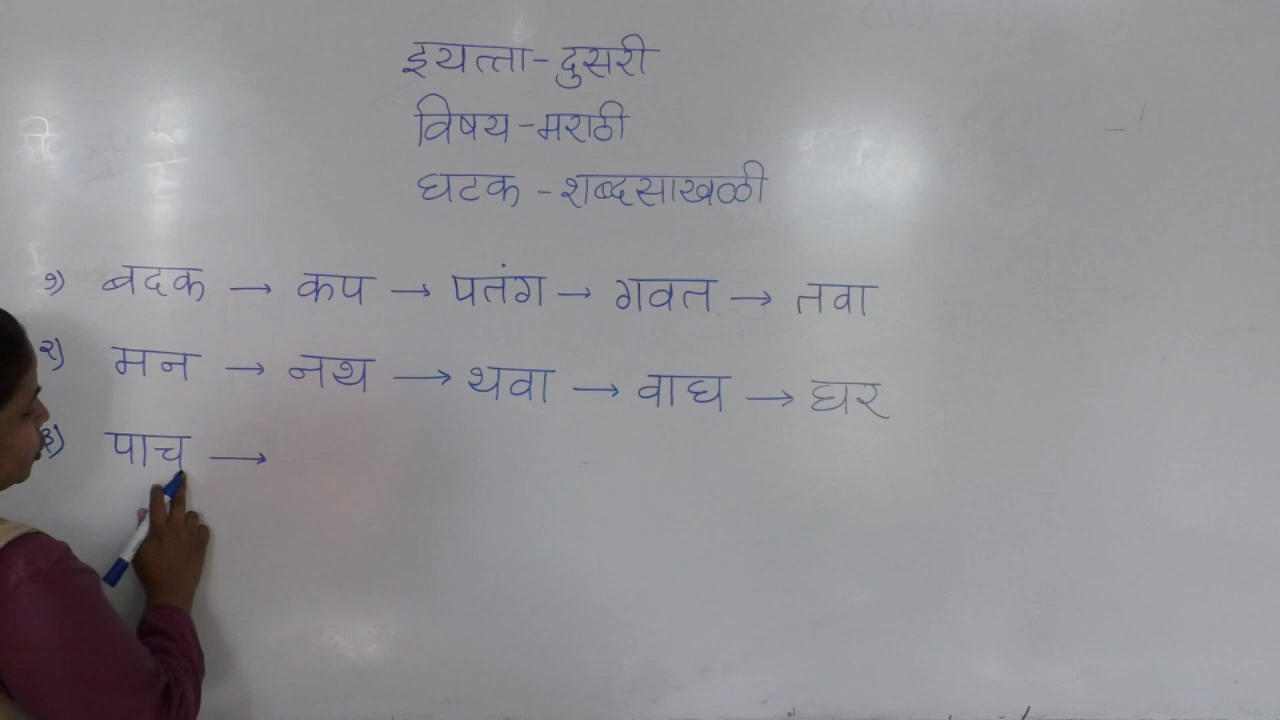 इयत्ता-दुसरी
विषय-मराठी
घटक - शब्दसाखळी
१) बदक → कप → पतंग → गवत → तवा
२) मन → नथ → थवा → वाघ → घर
३) पाच →